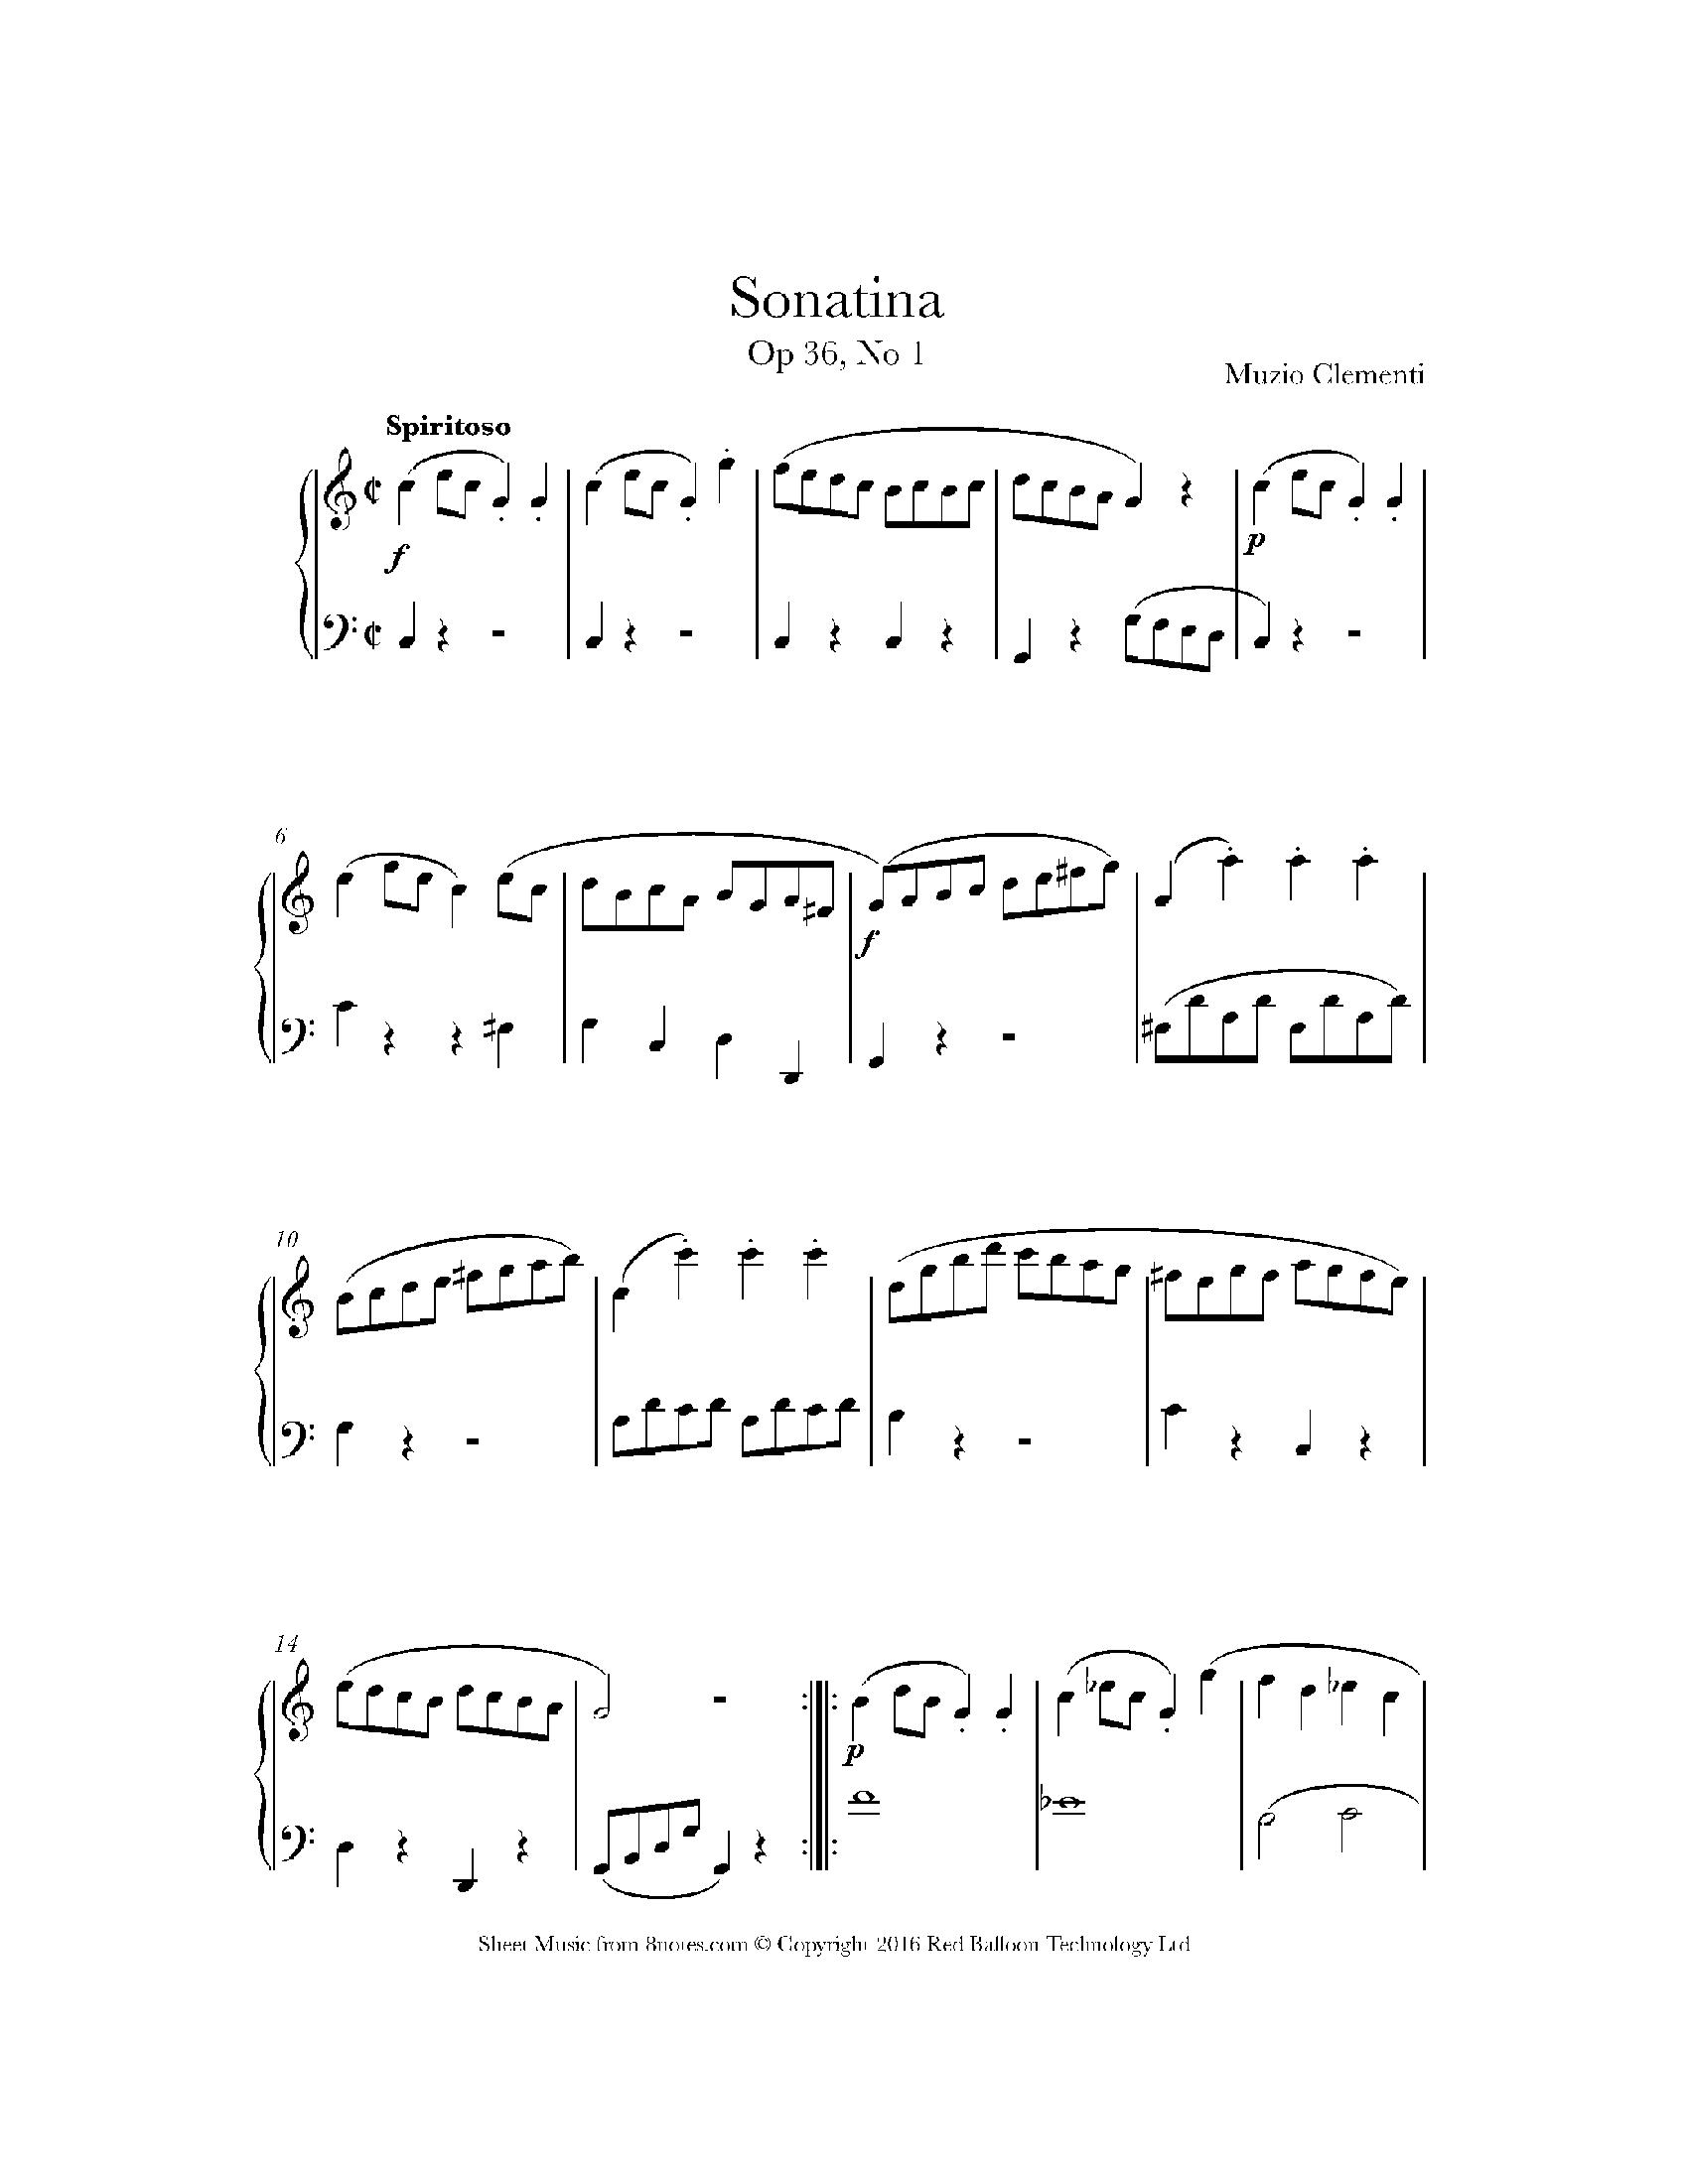 Sonatina
Op 36, No 1
Muzio Clementi
Spiritoso
f
p
6
f
10
14
p
Sheet Music from 8notes.com © Copyright 2016 Red Balloon Technology Ltd